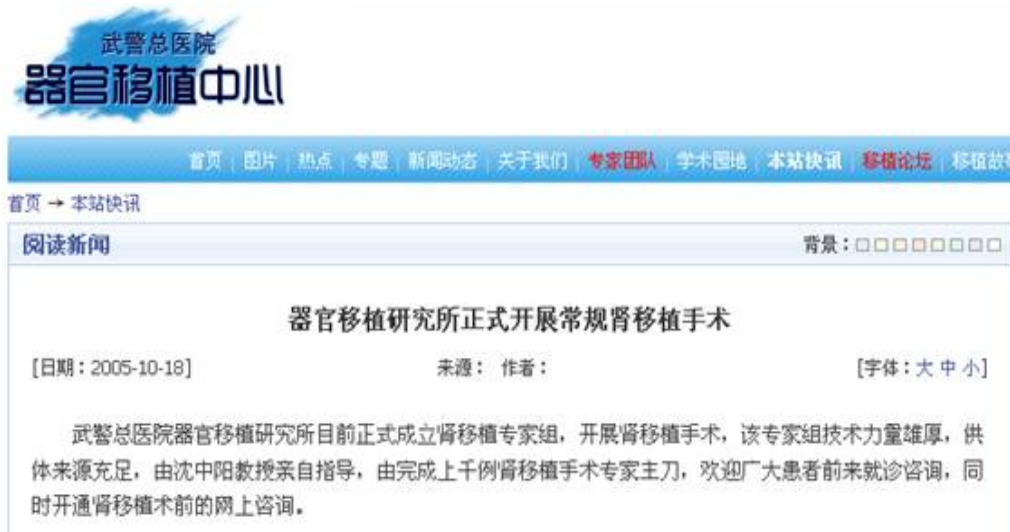 武警总医院
器官移植中心
首页 | 图片 | 热点 | 专题 | 新闻动态 | 关于我们 | 专家团队 | 学术园地 | 本站快讯 | 移植论坛 | 移植故
首页 → 本站快讯
阅读新闻 背景：
器官移植研究所正式开展常规肾移植手术
[日期：2005-10-18] 来源： 作者： [字体：大 中 小]
武警总医院器官移植研究所目前正式成立肾移植专家组，开展肾移植手术，该专家组技术力量雄厚，供
体来源充足，由沈中阳教授亲自指导，由完成上千例肾移植手术专家主刀，欢迎广大患者前来就诊咨询，同
时开通肾移植术前的网上咨询。